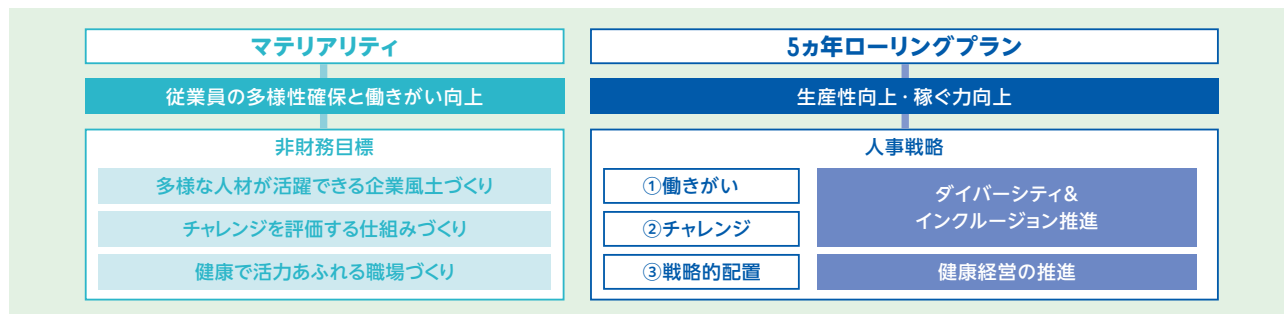 マテリアリティ
従業員の多様性確保と働きがい向上
非財務目標
多様な人材が活躍できる企業風土づくり
チャレンジを評価する仕組みづくり
健康で活力あふれる職場づくり
5ヵ年ローリングプラン
生産性向上・稼ぐ力向上
人事戦略
①働きがい
②チャレンジ
③戦略的配置
ダイバーシティ&
インクルージョン推進
健康経営の推進